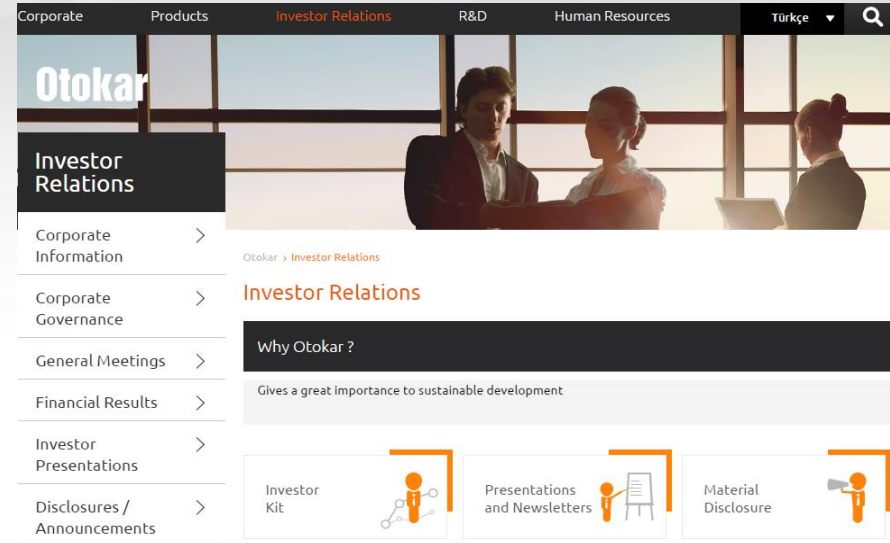 Corporate Products Investor Relations R&D Human Resources Türkçe
Otokar
Investor
Relations
Corporate
Information
Corporate
Governance
General Meetings
Financial Results
Investor
Presentations
Disclosures /
Announcements
Otokar > Investor Relations
Investor Relations
Why Otokar ?
Gives a great importance to sustainable development
Investor
Kit
Presentations
and Newsletters
Material
Disclosure